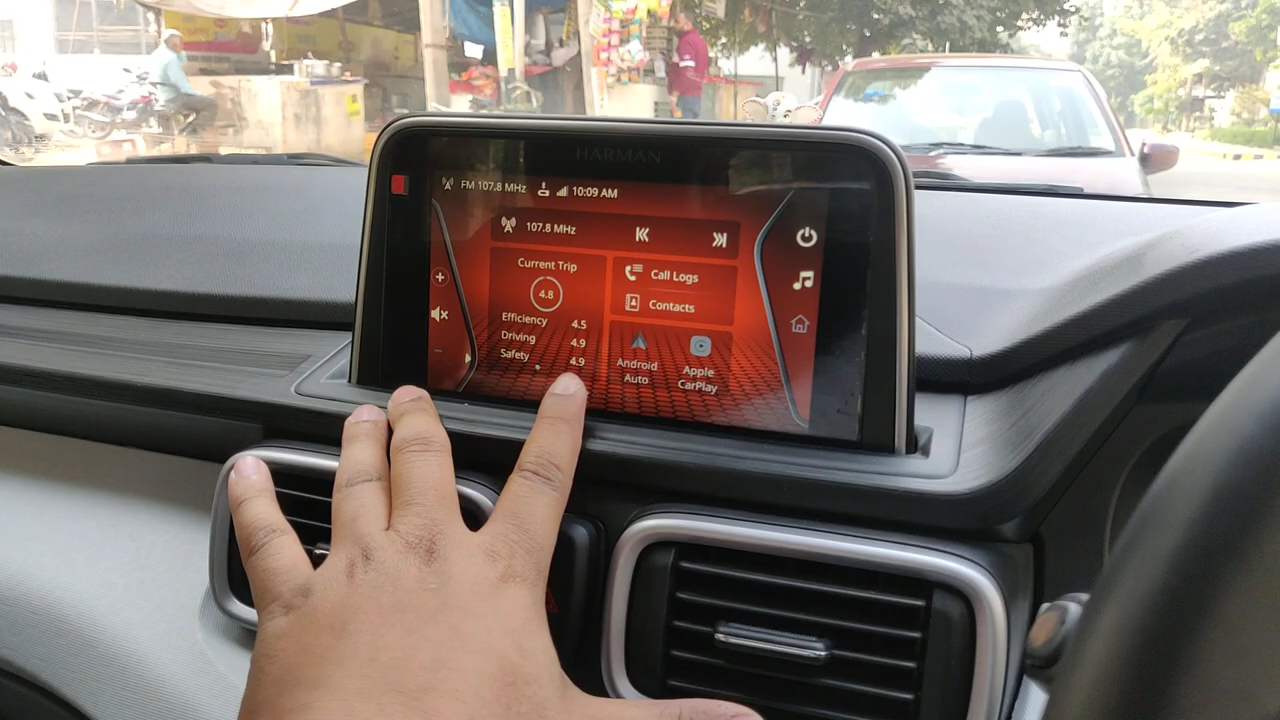 HARMAN
FM 107.8 MHz 10:09 AM
107.8 MHz
Current Trip
4.8
Efficiency 4.5
Driving 4.9
Safety 4.9
Call Logs
Contacts
Android
Auto
Apple
CarPlay